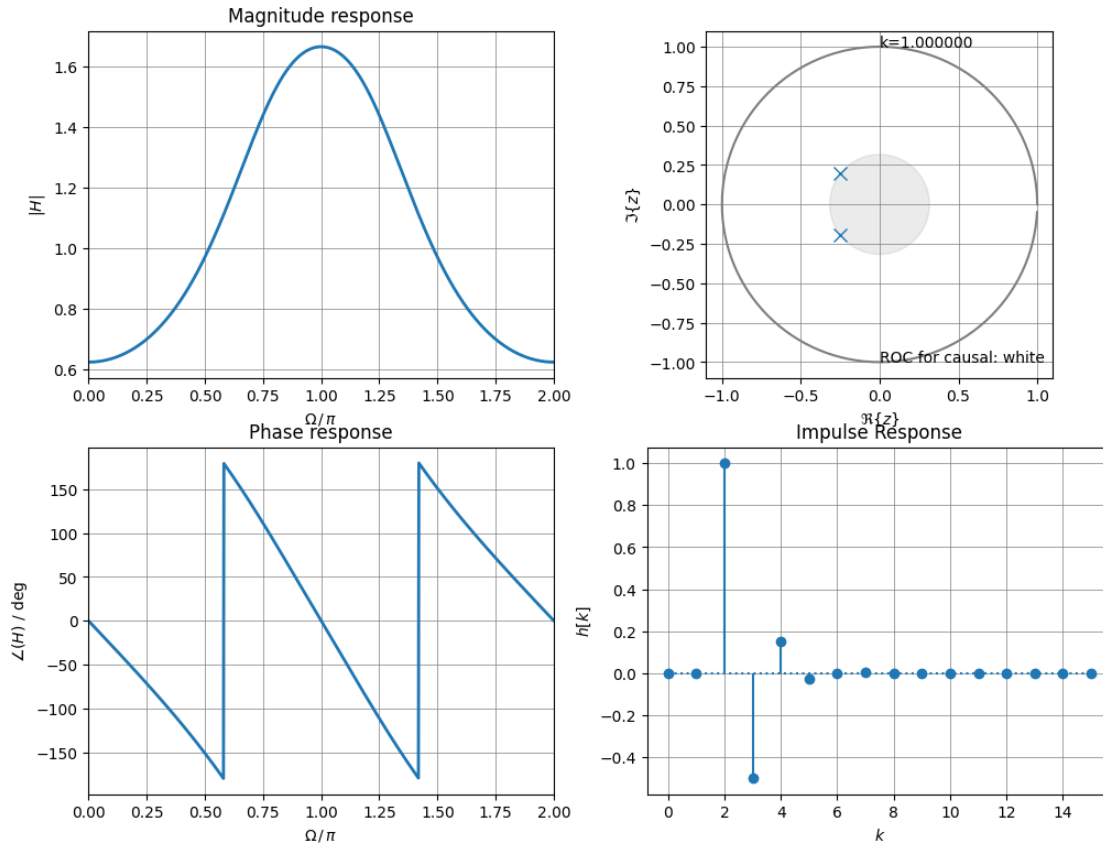 Magnitude response
1.6
1.4
1.2
1.0
0.8
0.6
|H|
0.00 0.25 0.50 0.75 1.00 1.25 1.50 1.75 2.00
Ω/π
k=1.000000
1.00
0.75
0.50
0.25
0.00
−0.25
−0.50
−0.75
−1.00
ℑ{z}
ROC for causal: white
−1.0 −0.5 0.0 0.5 1.0
ℜ{z}
Phase response
150
100
50
0
−50
−100
−150
∠(H) / deg
0.00 0.25 0.50 0.75 1.00 1.25 1.50 1.75 2.00
Ω/π
Impulse Response
1.0
0.8
0.6
0.4
0.2
0.0
−0.2
−0.4
h[k]
0 2 4 6 8 10 12 14
k